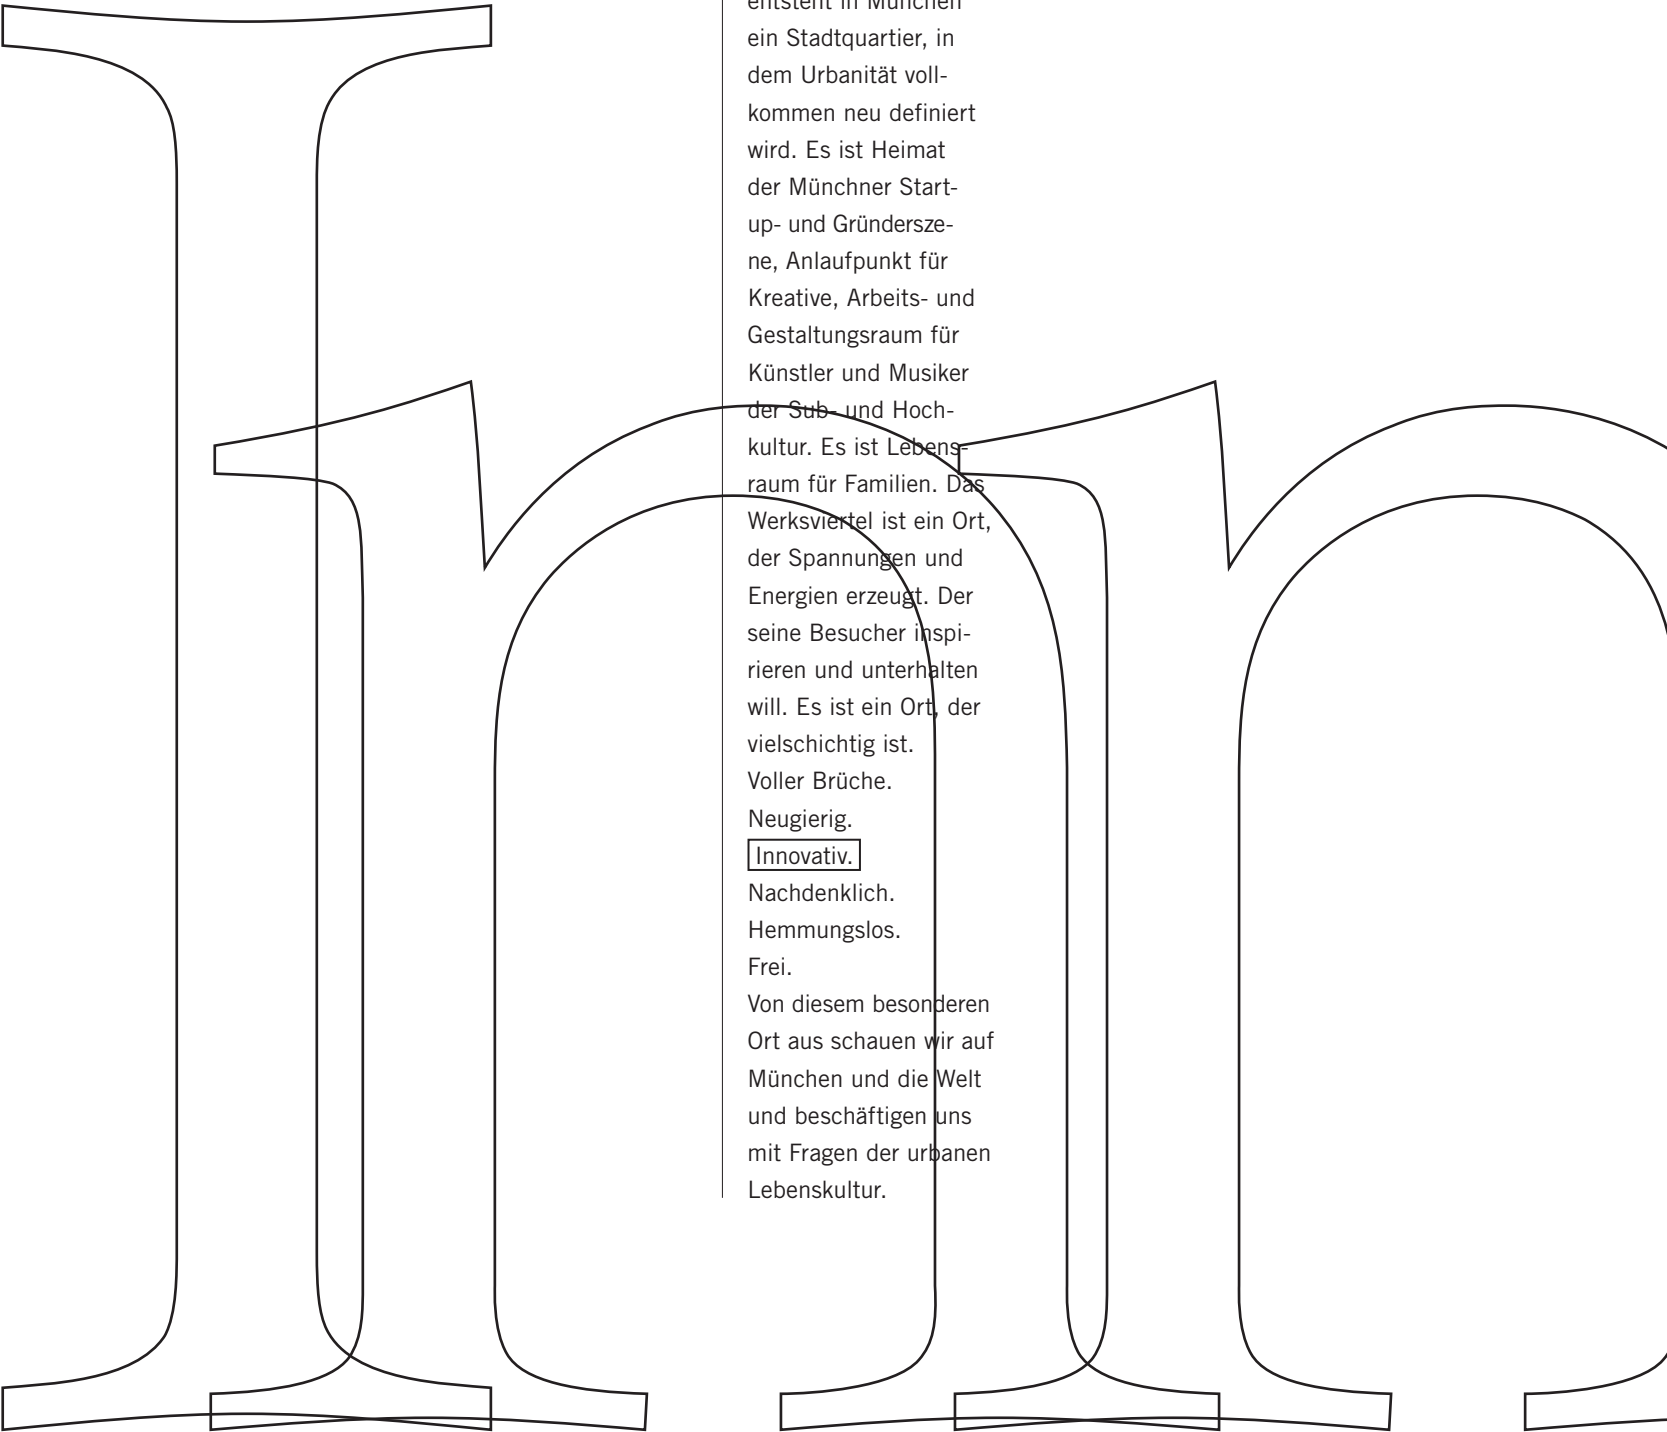 entsteht in München
ein Stadtquartier, in
dem Urbanität voll-
kommen neu definiert
wird. Es ist Heimat
der Münchner Start-
up- und Gründersze-
ne, Anlaufpunkt für
Kreative, Arbeits- und
Gestaltungsraum für
Künstler und Musiker
der Sub- und Hoch-
kultur. Es ist Lebens-
raum für Familien. Das
Werksviertel ist ein Ort,
der Spannungen und
Energien erzeugt. Der
seine Besucher inspi-
rieren und unterhalten
will. Es ist ein Ort, der
vielschichtig ist.
Voller Brüche.
Neugierig.
Innovativ.
Nachdenklich.
Hemmungslos.
Frei.
Von diesem besonderen
Ort aus schauen wir auf
München und die Welt
und beschäftigen uns
mit Fragen der urbanen
Lebenskultur.
Inn